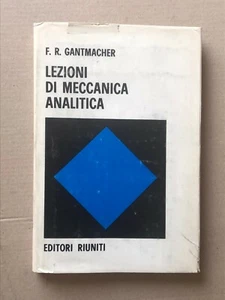 F. R. GANTMACHER
LEZIONI
DI MECCANICA
ANALITICA
EDITORI RIUNITI